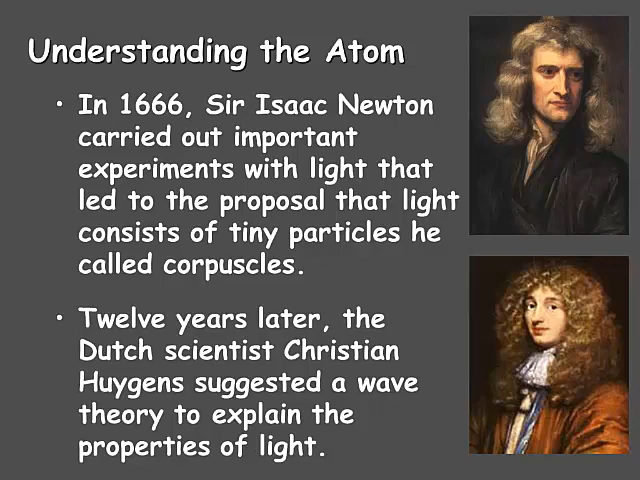 Understanding the Atom
• In 1666, Sir Isaac Newton
carried out important
experiments with light that
led to the proposal that light
consists of tiny particles he
called corpuscles.
• Twelve years later, the
Dutch scientist Christian
Huygens suggested a wave
theory to explain the
properties of light.